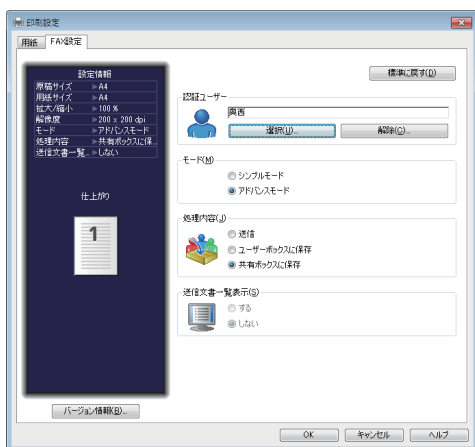 印刷設定
用紙 FAX設定
設定情報
原稿サイズ ▶A4
用紙サイズ ▶A4
拡大/縮小 ▶100 %
解像度 ▶200 x 200 dpi
モード ▶アドバンスモード
処理内容 ▶共有ボックスに保...
送信文書一覧... ▶しない
仕上がり
1
バージョン情報(B)...
標準に戻す(D)
認証ユーザー
奥西
選択(U)...
解除(C)...
モード(M)
シンプルモード
アドバンスモード
処理内容(J)
送信
ユーザーボックスに保存
共有ボックスに保存
送信文書一覧表示(S)
する
しない
OK キャンセル ヘルプ